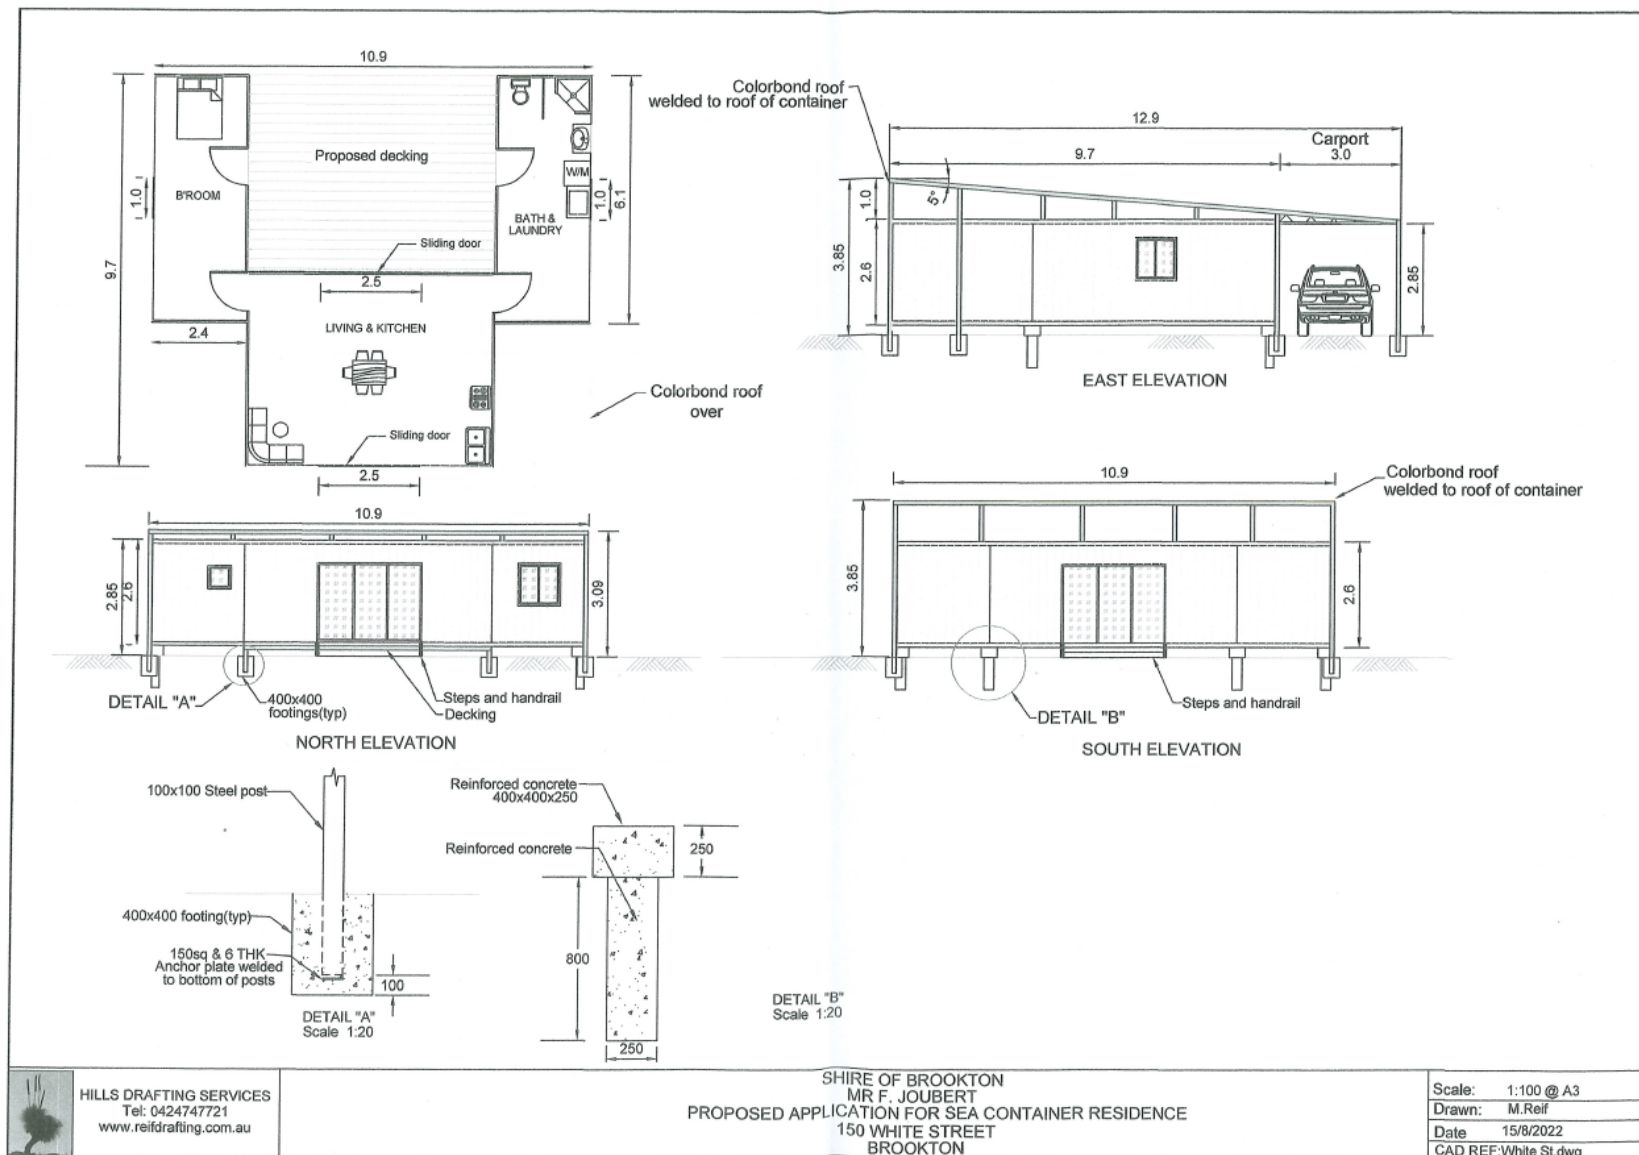 10.9
9.7
B'ROOM
1.0
Proposed decking
W/M
1.0
6.1
BATH &
LAUNDRY
Sliding door
2.5
2.4
LIVING & KITCHEN
Sliding door
2.5
Colorbond roof
over
Colorbond roof
welded to roof of container
12.9
9.7
Carport
3.0
5°
1.0
3.85
2.6
2.85
EAST ELEVATION
10.9
2.85
2.6
3.09
DETAIL "A"
400x400
footings(typ)
Steps and handrail
Decking
NORTH ELEVATION
10.9
Colorbond roof
welded to roof of container
3.85
2.6
DETAIL "B"
Steps and handrail
SOUTH ELEVATION
100x100 Steel post
400x400 footing(typ)
150sq & 6 THK
Anchor plate welded
to bottom of posts
100
DETAIL "A"
Scale 1:20
Reinforced concrete
400x400x250
Reinforced concrete
250
800
250
DETAIL "B"
Scale 1:20
HILLS DRAFTING SERVICES
Tel: 0424747721
www.reifdrafting.com.au
SHIRE OF BROOKTON
MR F. JOUBERT
PROPOSED APPLICATION FOR SEA CONTAINER RESIDENCE
150 WHITE STREET
BROOKTON
Scale: 1:100 @ A3
Drawn: M.Reif
Date 15/8/2022
CAD REF:White St.dwg